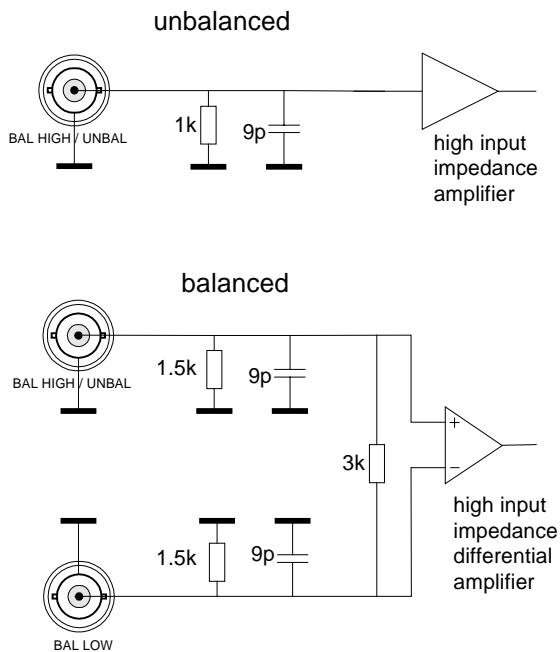 unbalanced
BAL HIGH / UNBAL
1k
9p
high input
impedance
amplifier
balanced
BAL HIGH / UNBAL
1.5k
9p
3k
+
−
1.5k
9p
high input
impedance
differential
amplifier
BAL LOW